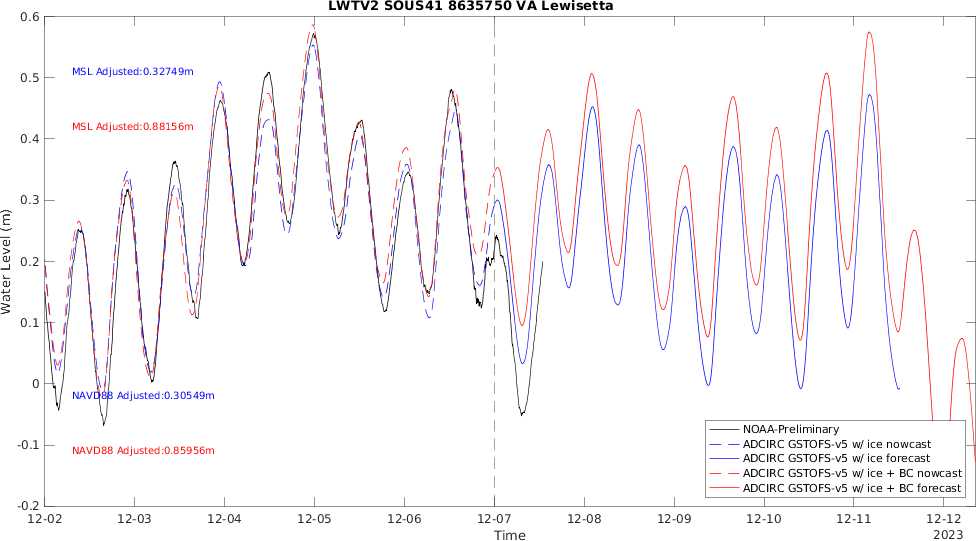 LWTV2 SOUS41 8635750 VA Lewisetta
0.6
0.5
0.4
0.3
0.2
0.1
0
-0.1
-0.2
Water Level (m)
MSL Adjusted:0.32749m
MSL Adjusted:0.88156m
NAVD88 Adjusted:0.30549m
NAVD88 Adjusted:0.85956m
NOAA-Preliminary
ADCIRC GSTOFS-v5 w/ ice nowcast
ADCIRC GSTOFS-v5 w/ ice forecast
ADCIRC GSTOFS-v5 w/ ice + BC nowcast
ADCIRC GSTOFS-v5 w/ ice + BC forecast
12-02 12-03 12-04 12-05 12-06 12-07 12-08 12-09 12-10 12-11 12-12
Time
2023